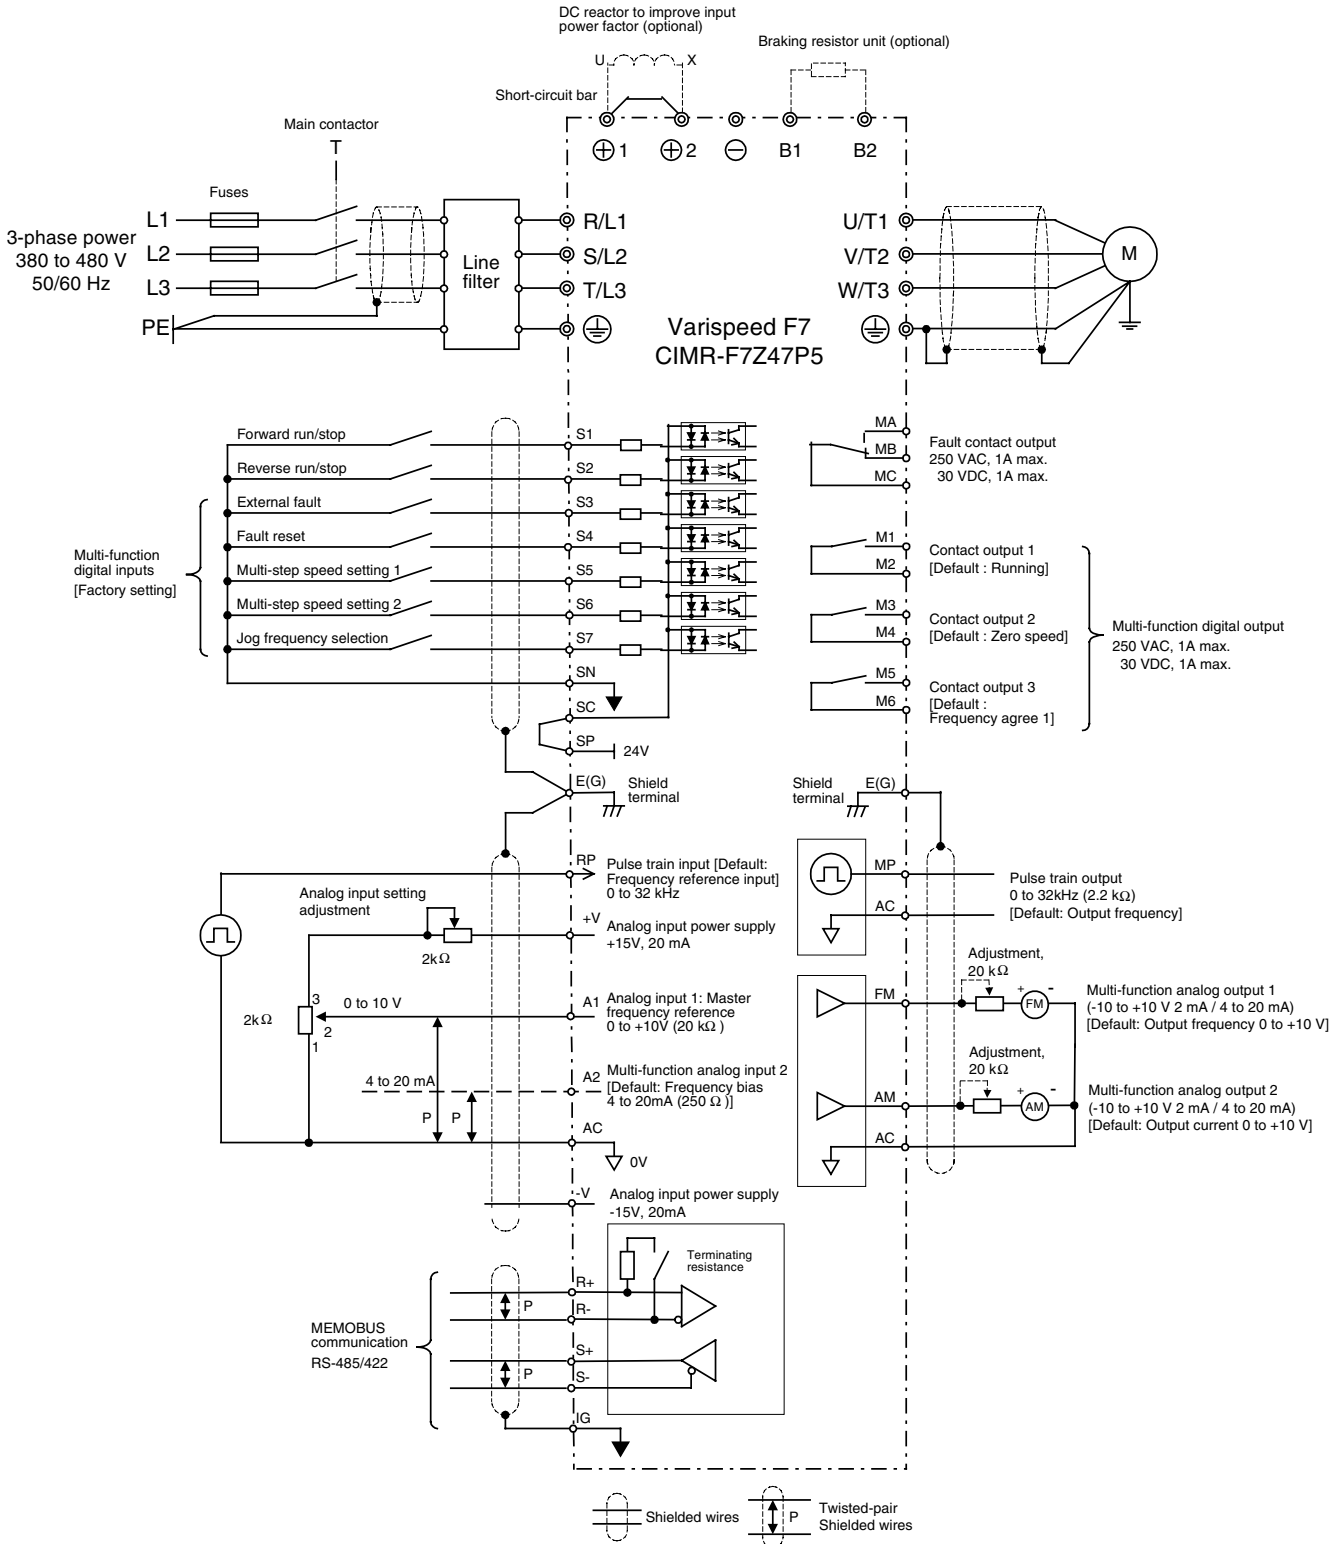 DC reactor to improve input
power factor (optional)
Braking resistor unit (optional)
U
X
Short-circuit bar
Main contactor
T
1
2
B1
B2
Fuses
3-phase power
380 to 480 V
50/60 Hz
L1
L2
L3
PE
Line
filter
R/L1
S/L2
T/L3
U/T1
V/T2
W/T3
M
Varispeed F7
CIMR-F7Z47P5
Forward run/stop
Reverse run/stop
External fault
Fault reset
Multi-step speed setting 1
Multi-step speed setting 2
Jog frequency selection
Multi-function
digital inputs
[Factory setting]
S1
S2
S3
S4
S5
S6
S7
SN
SC
SP
24V
E(G)
Shield
terminal
MA
MB
MC
Fault contact output
250 VAC, 1A max.
30 VDC, 1A max.
M1
M2
Contact output 1
[Default : Running]
M3
M4
Contact output 2
[Default : Zero speed]
M5
M6
Contact output 3
[Default :
Frequency agree 1]
Multi-function digital output
250 VAC, 1A max.
30 VDC, 1A max.
Shield
terminal
E(G)
RP
Pulse train input [Default:
Frequency reference input]
0 to 32 kHz
Analog input setting
adjustment
2kΩ
+V
Analog input power supply
+15V, 20 mA
2kΩ
3
2
1
0 to 10 V
A1
Analog input 1: Master
frequency reference
0 to +10V (20 kΩ )
4 to 20 mA
P
P
A2
Multi-function analog input 2
[Default: Frequency bias
4 to 20mA (250 Ω )]
AC
0V
-V
Analog input power supply
-15V, 20mA
MP
AC
Pulse train output
0 to 32kHz (2.2 kΩ)
[Default: Output frequency]
Adjustment,
20 kΩ
FM
+
FM
-
Multi-function analog output 1
(-10 to +10 V 2 mA / 4 to 20 mA)
[Default: Output frequency 0 to +10 V]
Adjustment,
20 kΩ
AM
+
AM
-
Multi-function analog output 2
(-10 to +10 V 2 mA / 4 to 20 mA)
[Default: Output current 0 to +10 V]
AC
Terminating
resistance
MEMOBUS
communication
RS-485/422
P
P
R+
R-
S+
S-
IG
Shielded wires
P
Twisted-pair
Shielded wires